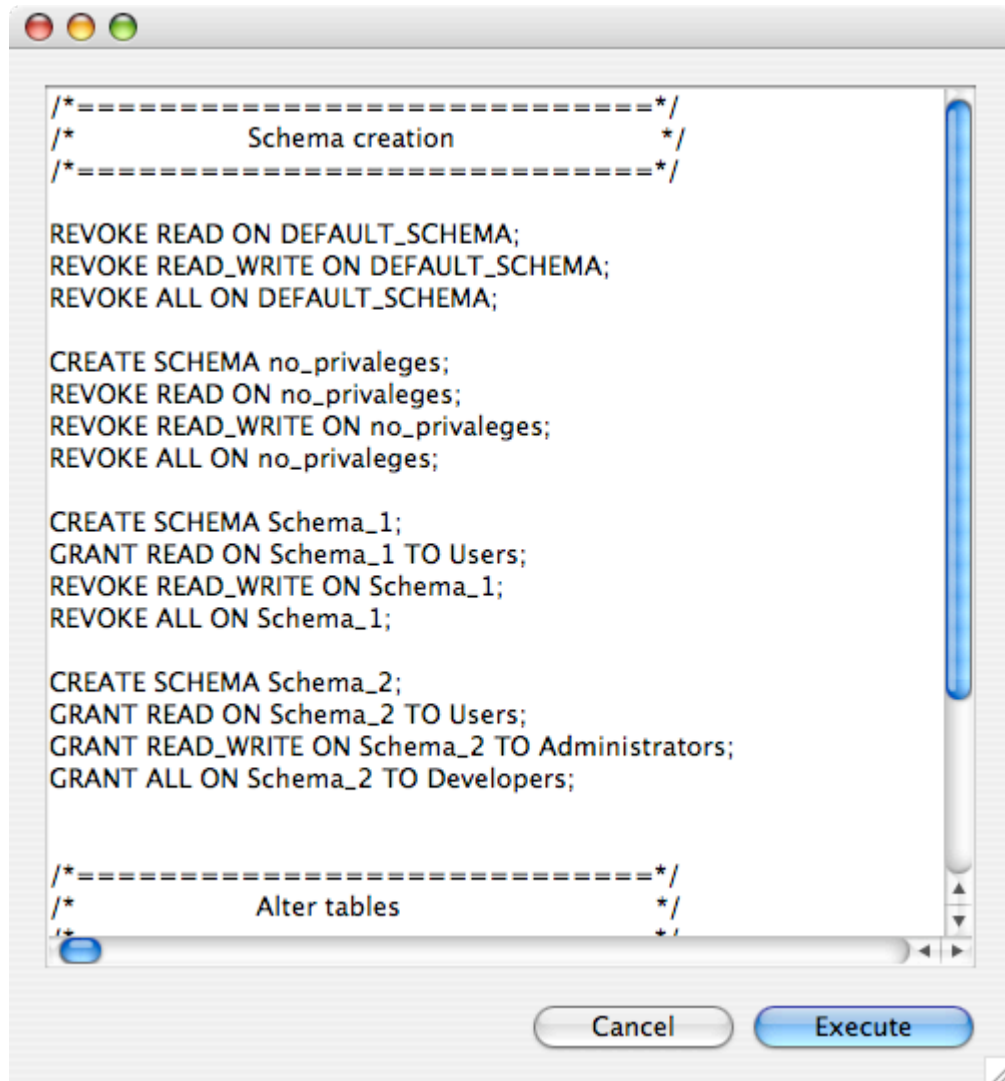 /*============================*/
/* Schema creation */
/*============================*/
REVOKE READ ON DEFAULT_SCHEMA;
REVOKE READ_WRITE ON DEFAULT_SCHEMA;
REVOKE ALL ON DEFAULT_SCHEMA;
CREATE SCHEMA no_privaleges;
REVOKE READ ON no_privaleges;
REVOKE READ_WRITE ON no_privaleges;
REVOKE ALL ON no_privaleges;
CREATE SCHEMA Schema_1;
GRANT READ ON Schema_1 TO Users;
REVOKE READ_WRITE ON Schema_1;
REVOKE ALL ON Schema_1;
CREATE SCHEMA Schema_2;
GRANT READ ON Schema_2 TO Users;
GRANT READ_WRITE ON Schema_2 TO Administrators;
GRANT ALL ON Schema_2 TO Developers;
/*============================*/
/* Alter tables */
Cancel Execute